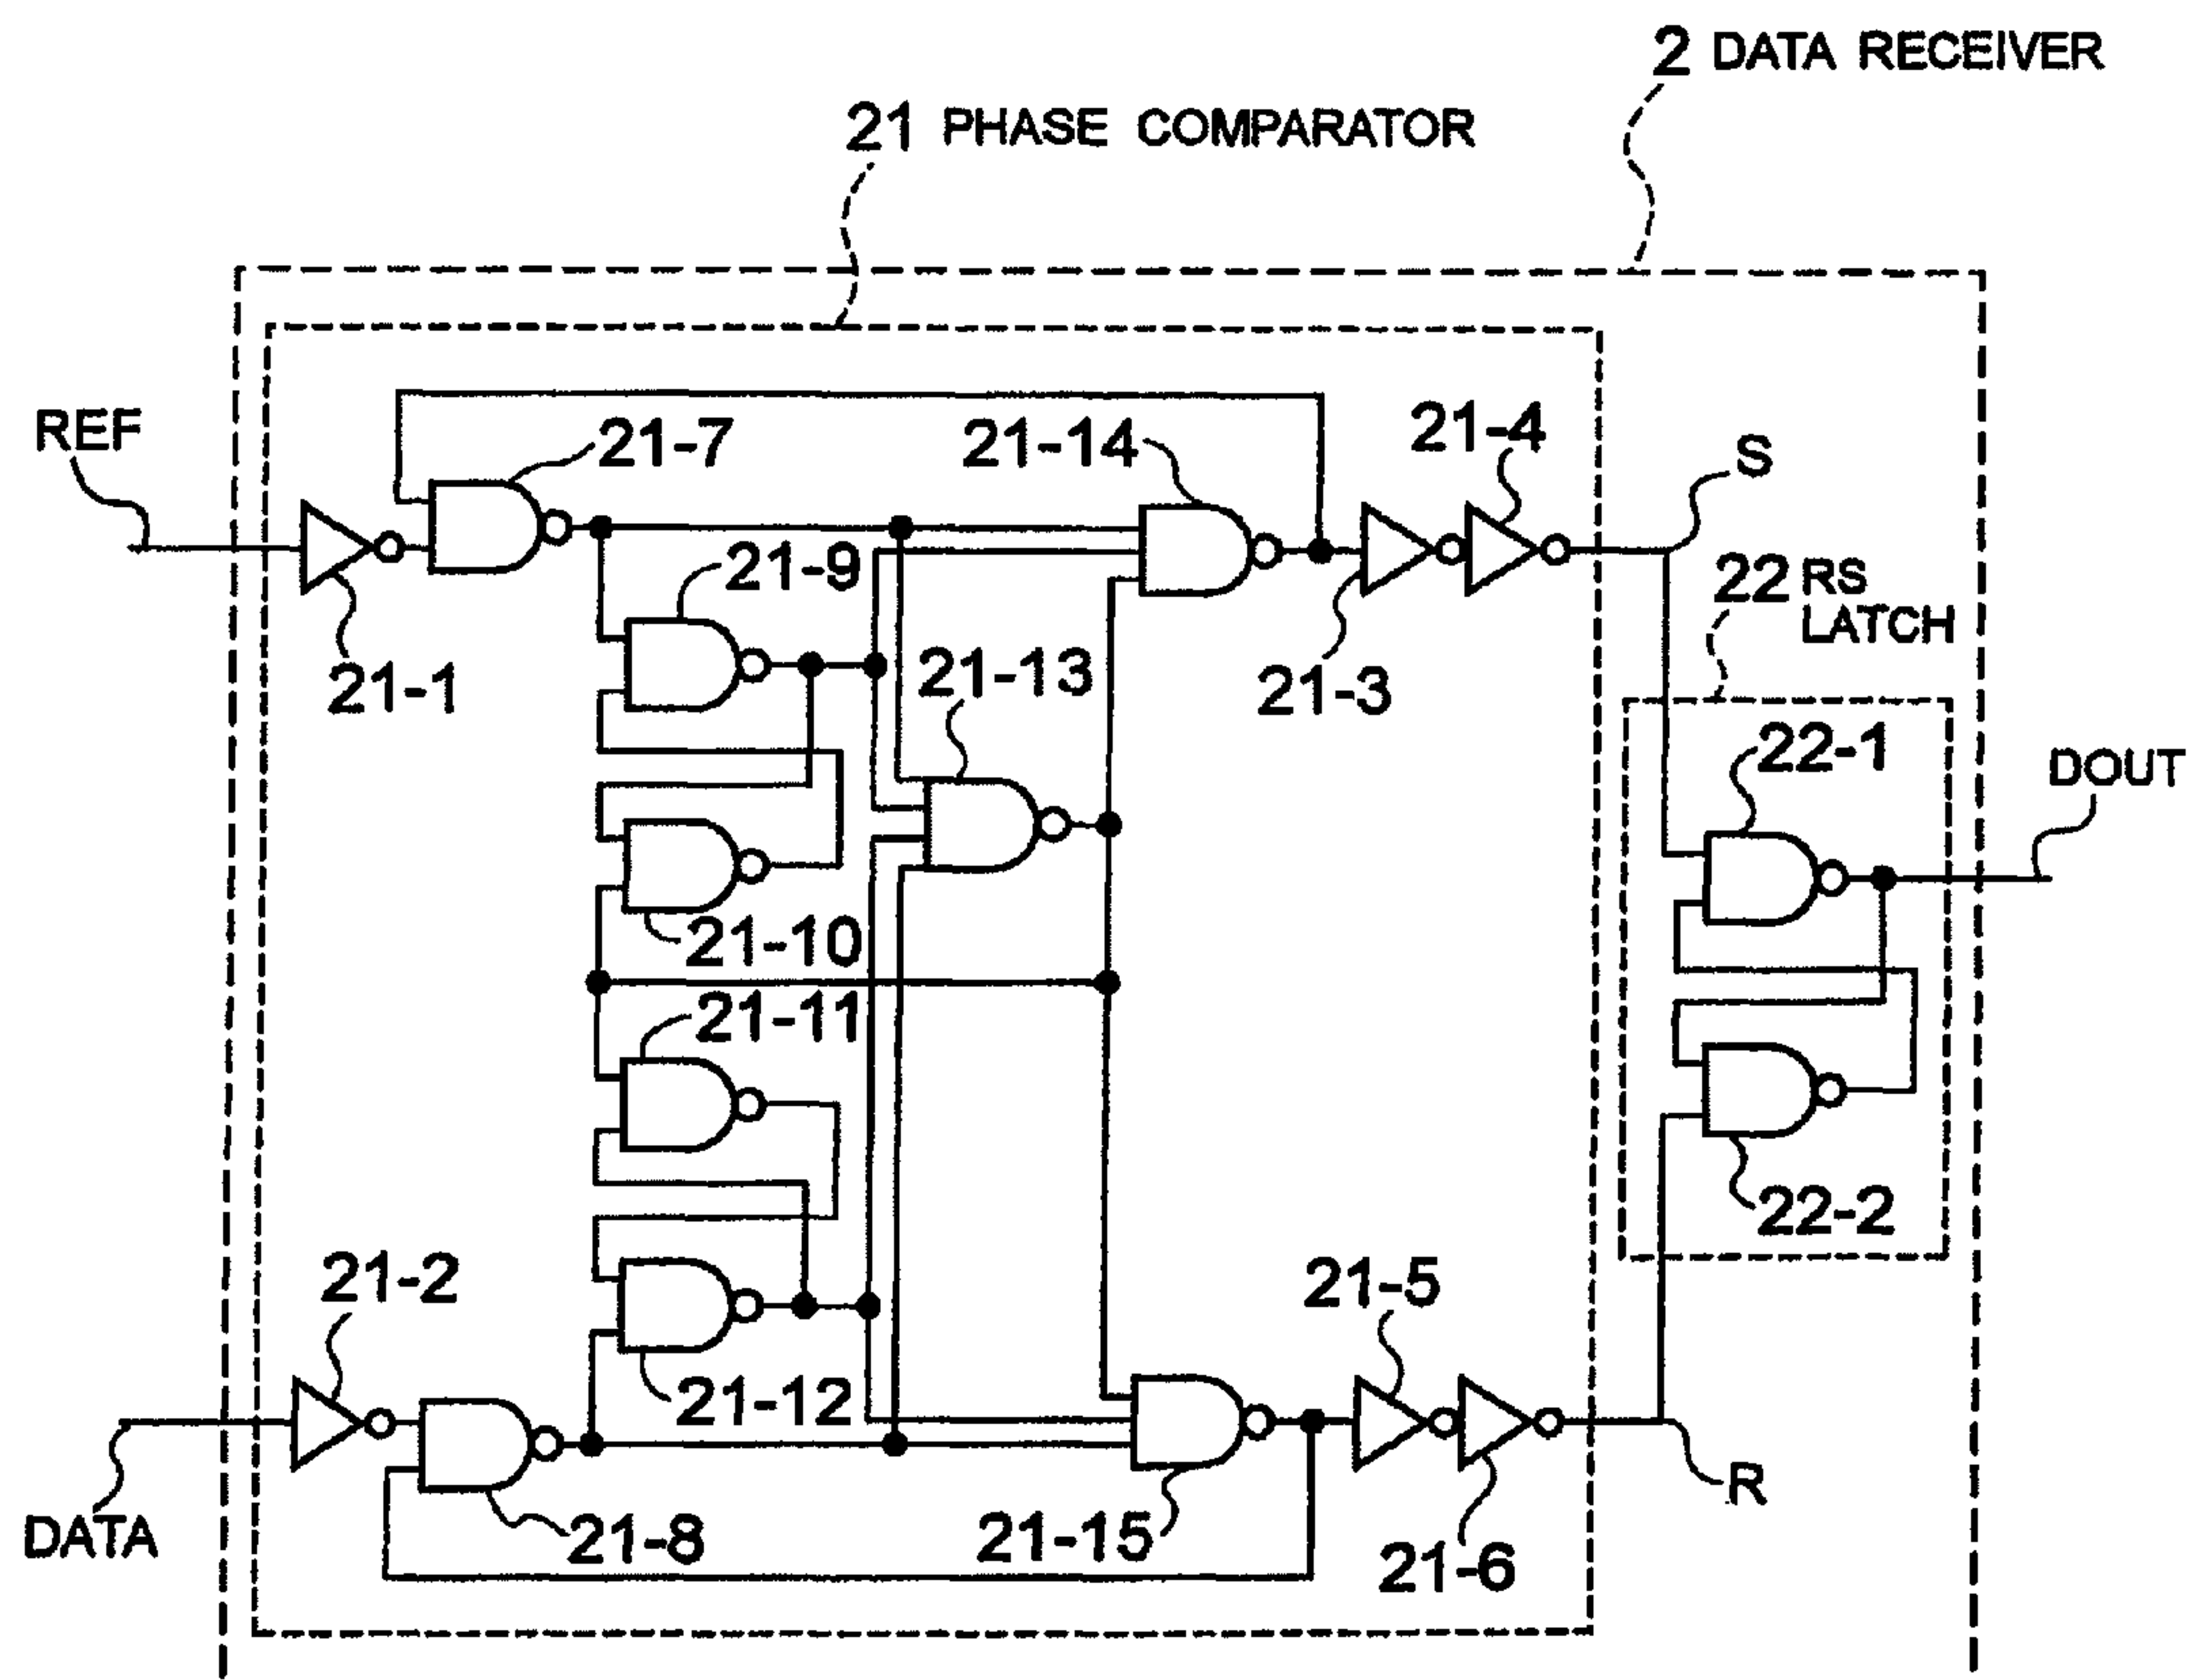 2 DATA RECEIVER
21 PHASE COMPARATOR
REF
21-7
21-14
21-4
S
21-9
22 RS LATCH
21-1
21-13
21-3
22-1
DOUT
21-10
21-11
22-2
21-2
21-5
21-12
DATA
21-8
21-15
21-6
R